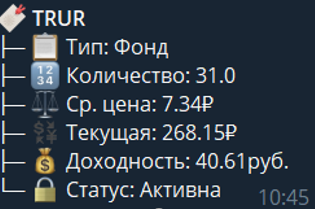 TRUR
Тип: Фонд
Количество: 31.0
Ср. цена: 7.34₽
Текущая: 268.15₽
Доходность: 40.61руб.
Статус: Активна
10:45